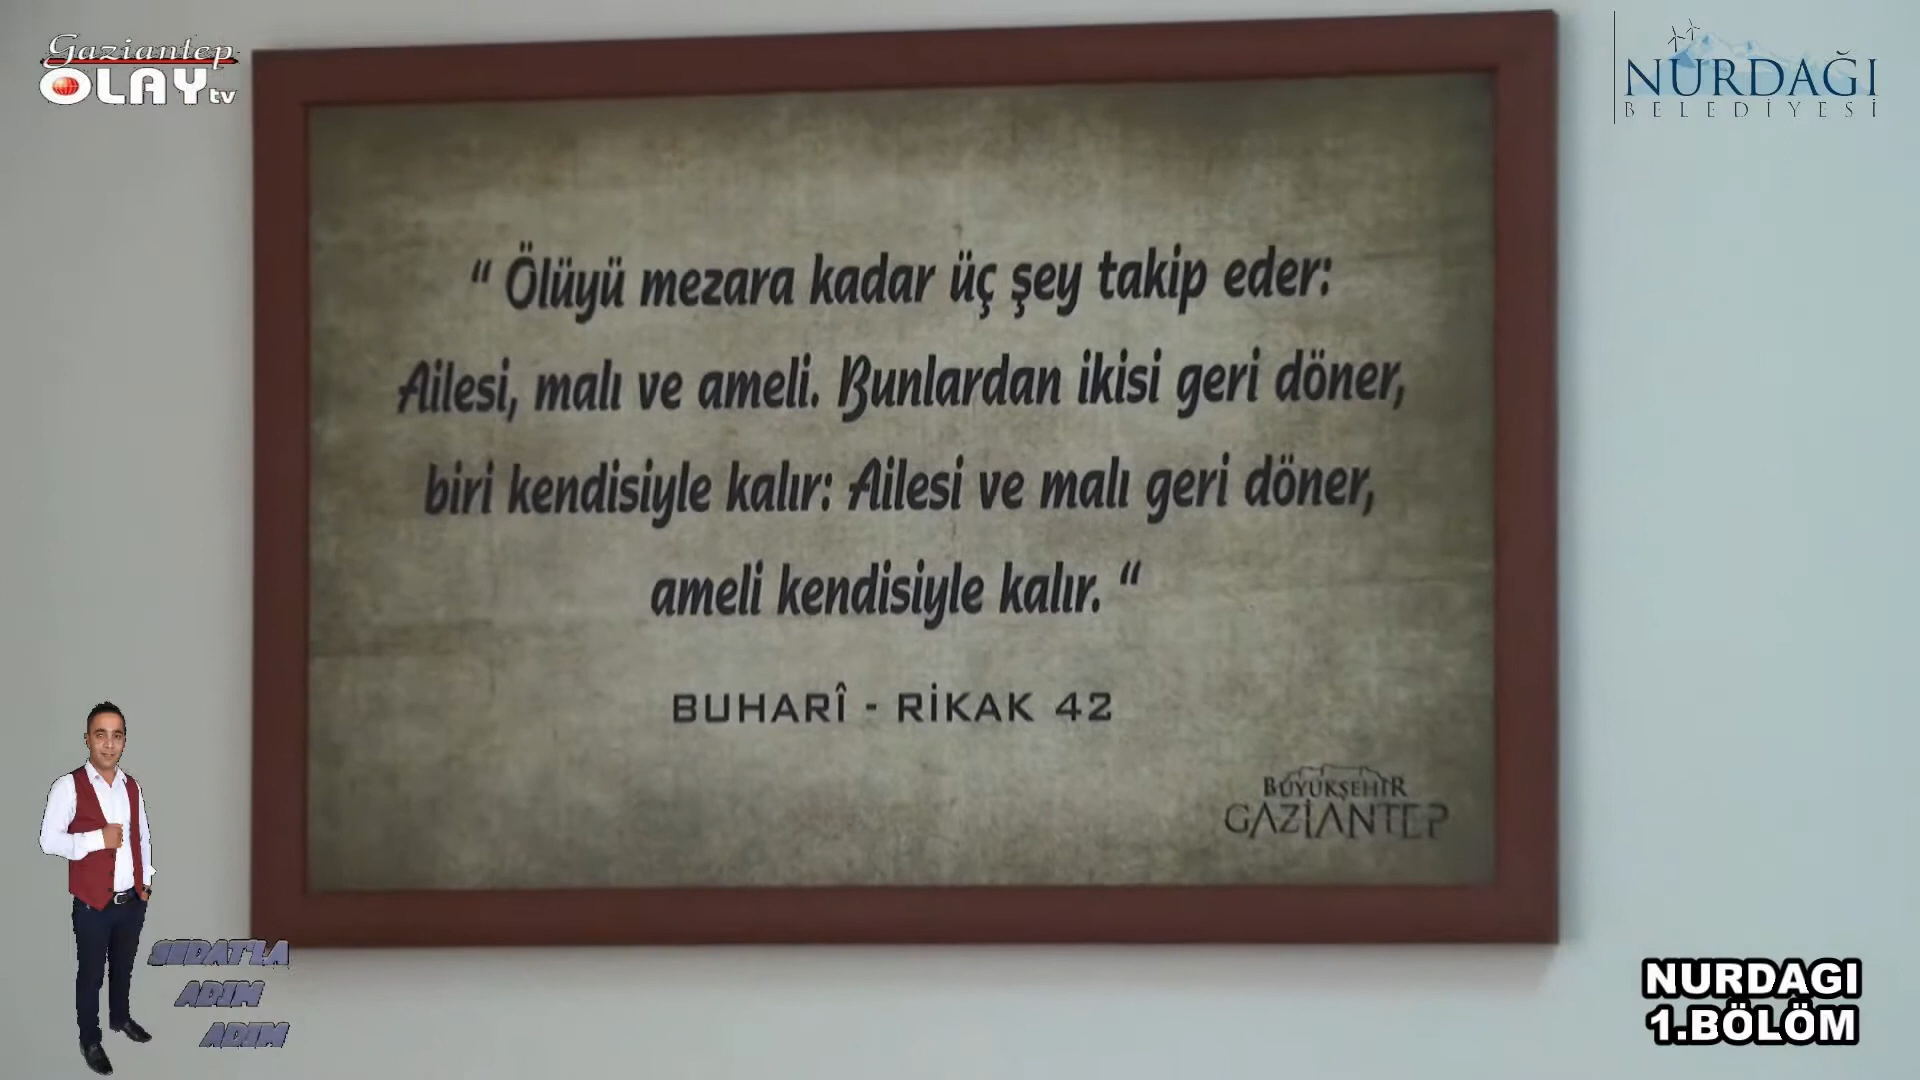 Gaziantep
OLAY tv
NURDAĞI
BELEDİYESİ
“ Ölüyü mezara kadar üç şey takip eder:
Ailesi, malı ve ameli. Bunlardan ikisi geri döner,
biri kendisiyle kalır: Ailesi ve malı geri döner,
ameli kendisiyle kalır. “
BUHARÎ - RİKAK 42
BÜYÜKŞEHİR
GAZİANTEP
SEDAT'LA
ADIM
ADIM
NURDAGI
1.BÖLÖM